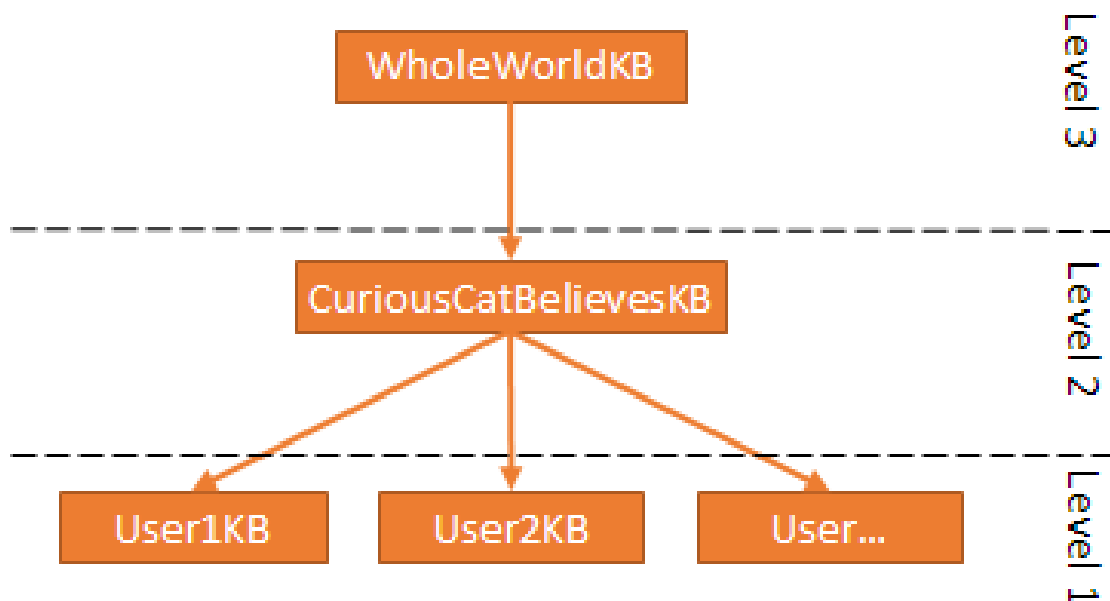 WholeWorldKB
Level 3
CuriousCatBelievesKB
Level 2
User1KB
User2KB
User...
Level 1